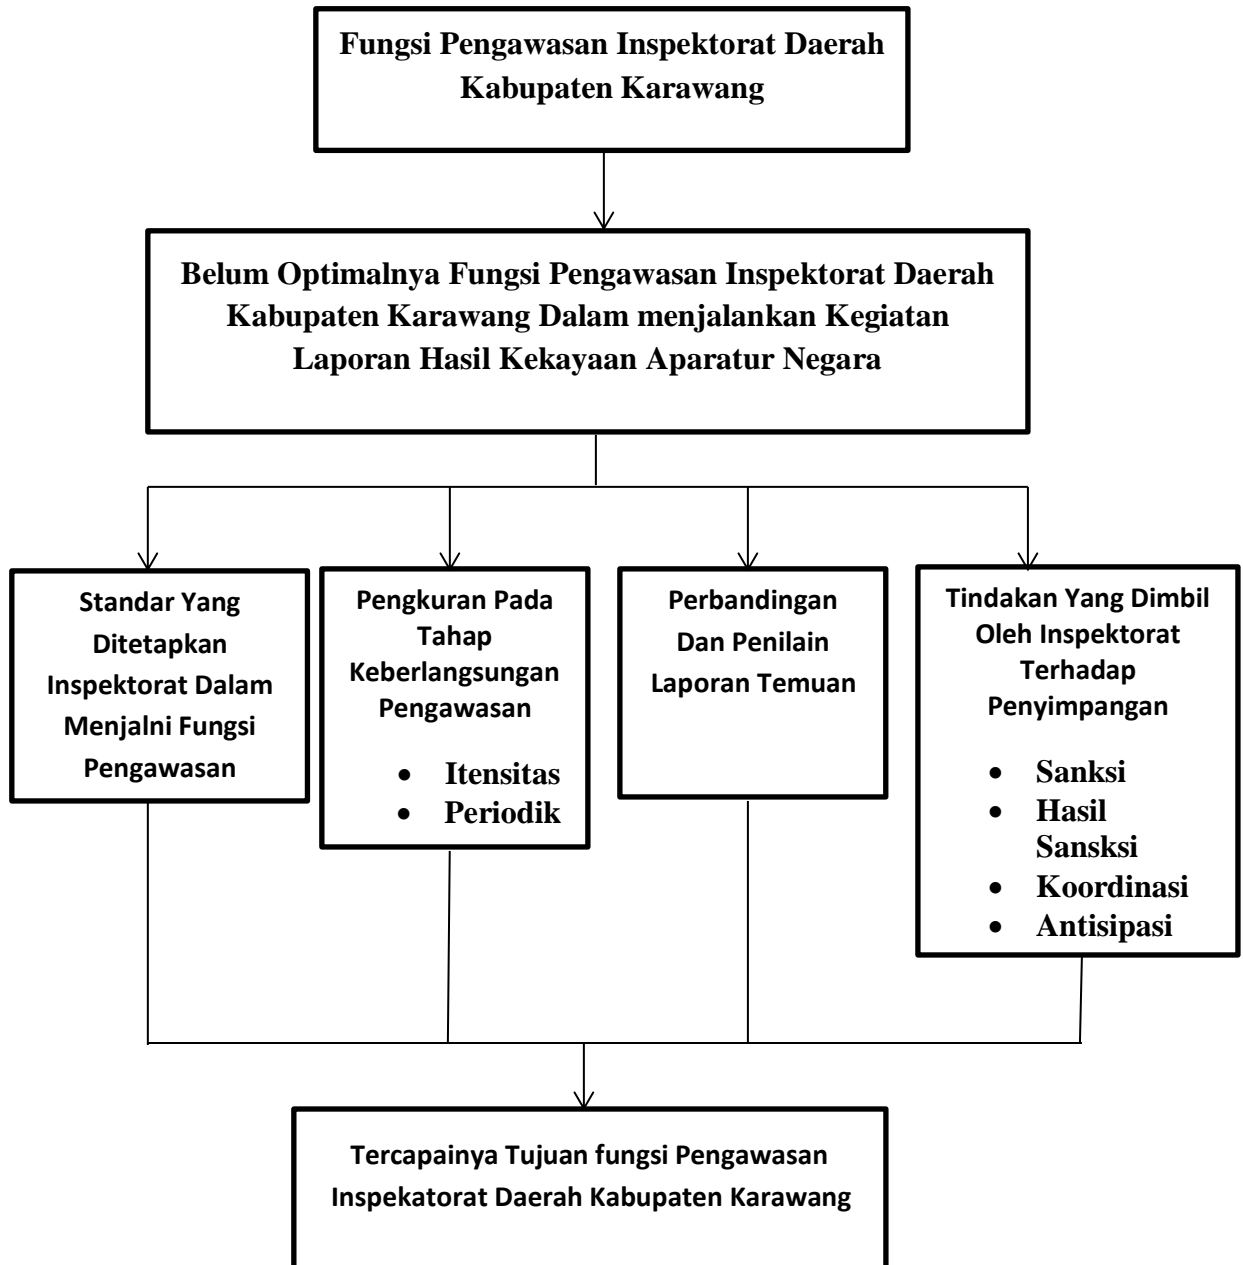 Fungsi Pengawasan Inspektorat Daerah
Kabupaten Karawang
Belum Optimalnya Fungsi Pengawasan Inspektorat Daerah
Kabupaten Karawang Dalam menjalankan Kegiatan
Laporan Hasil Kekayaan Aparatur Negara
Standar Yang
Ditetapkan
Inspektorat Dalam
Menjalni Fungsi
Pengawasan
Pengkuran Pada
Tahap
Keberlangsungan
Pengawasan
• Itensitas
• Periodik
Perbandingan
Dan Penilain
Laporan Temuan
Tindakan Yang Dimbil
Oleh Inspektorat
Terhadap
Penyimpangan
• Sanksi
• Hasil
Sansksi
• Koordinasi
• Antisipasi
Tercapainya Tujuan fungsi Pengawasan
Inspekatorat Daerah Kabupaten Karawang